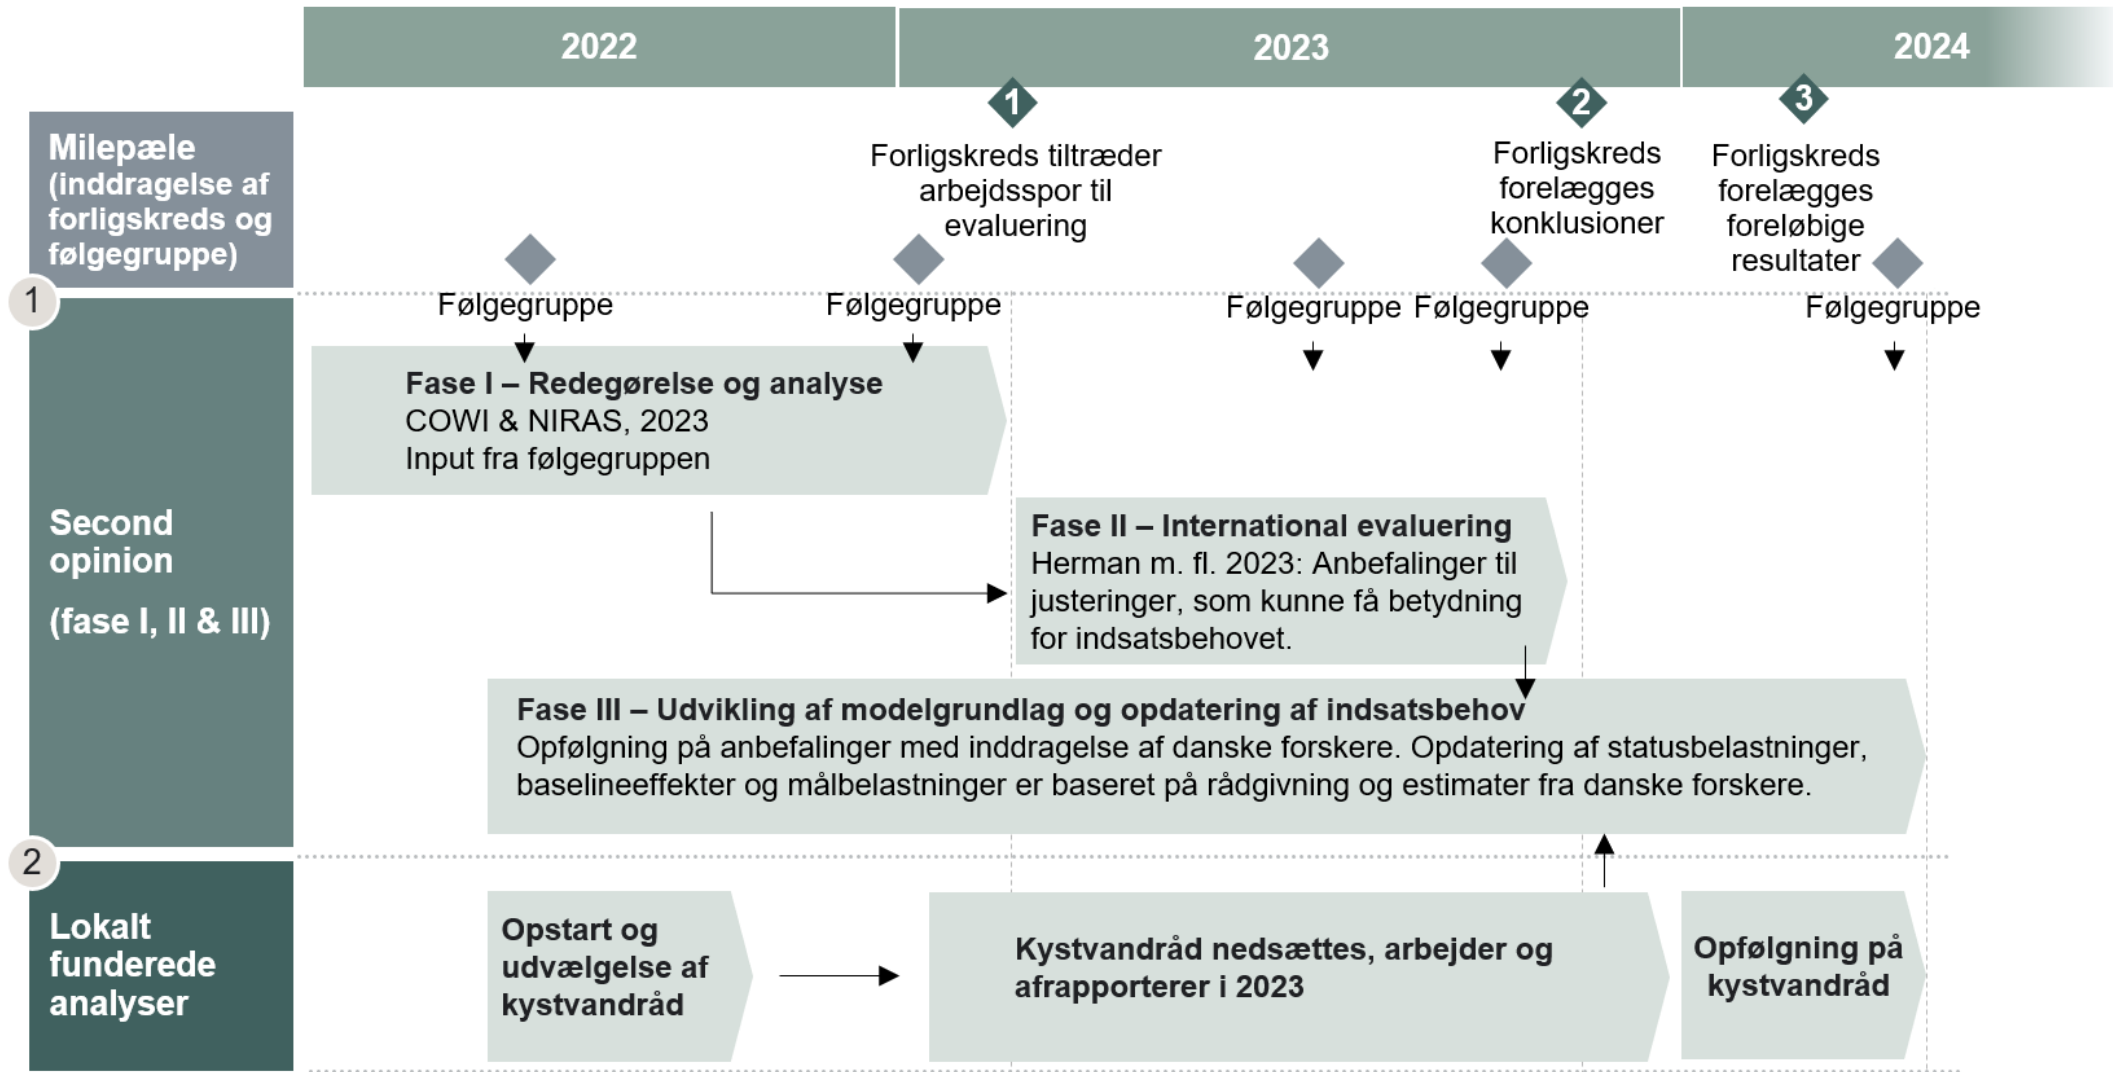 2022
2023
2024
1
2
3
Milepæle
(inddragelse af
forligskreds og
følgegruppe)
Forligskreds tiltræder
arbejdsspor til
evaluering
Forligskreds
forelægges
konklusioner
Forligskreds
forelægges
foreløbige
resultater
Følgegruppe
Følgegruppe
Følgegruppe
Følgegruppe
Følgegruppe
1
Second
opinion
(fase I, II & III)
Fase I – Redegørelse og analyse
COWI & NIRAS, 2023
Input fra følgegruppen
Fase II – International evaluering
Herman m. fl. 2023: Anbefalinger til
justeringer, som kunne få betydning
for indsatsbehovet.
Fase III – Udvikling af modelgrundlag og opdatering af indsatsbehov
Opfølgning på anbefalinger med inddragelse af danske forskere. Opdatering af statusbelastninger,
baselineeffekter og målbelastninger er baseret på rådgivning og estimater fra danske forskere.
2
Lokalt
funderede
analyser
Opstart og
udvælgelse af
kystvandråd
Kystvandråd nedsættes, arbejder og
afrapporterer i 2023
Opfølgning på
kystvandråd